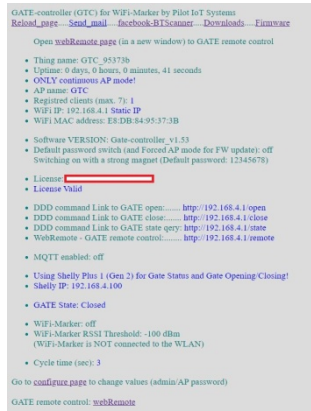 GATE-controller (GTC) for WiFi-Marker by Pilot IoT Systems
Reload_page.....Send_mail.....facebook-BTScanner.....Downloads.....Firmware
Open webRemote page (in a new window) to GATE remote control
Thing name: GTC_95373b
Uptime: 0 days, 0 hours, 0 minutes, 41 seconds
ONLY continuous AP mode!
AP name: GTC
Registred clients (max. 7): 1
WiFi IP: 192.168.4.1 Static IP
WiFi MAC address: E8:DB:84:95:37:3B
Software VERSION: Gate-controller_v1.53
Default password switch (and Forced AP mode for FW update): off
Switching on with a strong magnet (Default password: 12345678)
License:
License Valid
DDD command Link to GATE open:....... http://192.168.4.1/open
DDD command Link to GATE close:....... http://192.168.4.1/close
DDD command Link to GATE state qery: http://192.168.4.1/state
WebRemote - GATE remote control:....... http://192.168.4.1/remote
MQTT enabled: off
Using Shelly Plus 1 (Gen 2) for Gate Status and Gate Opening/Closing!
Shelly IP: 192.168.4.100
GATE State: Closed
WiFi-Marker: off
WiFi-Marker RSSI Threshold: -100 dBm
(WiFi-Marker is NOT connected to the WLAN)
Cycle time (sec): 3
Go to configure page to change values (admin/AP password)
GATE remote control: webRemote